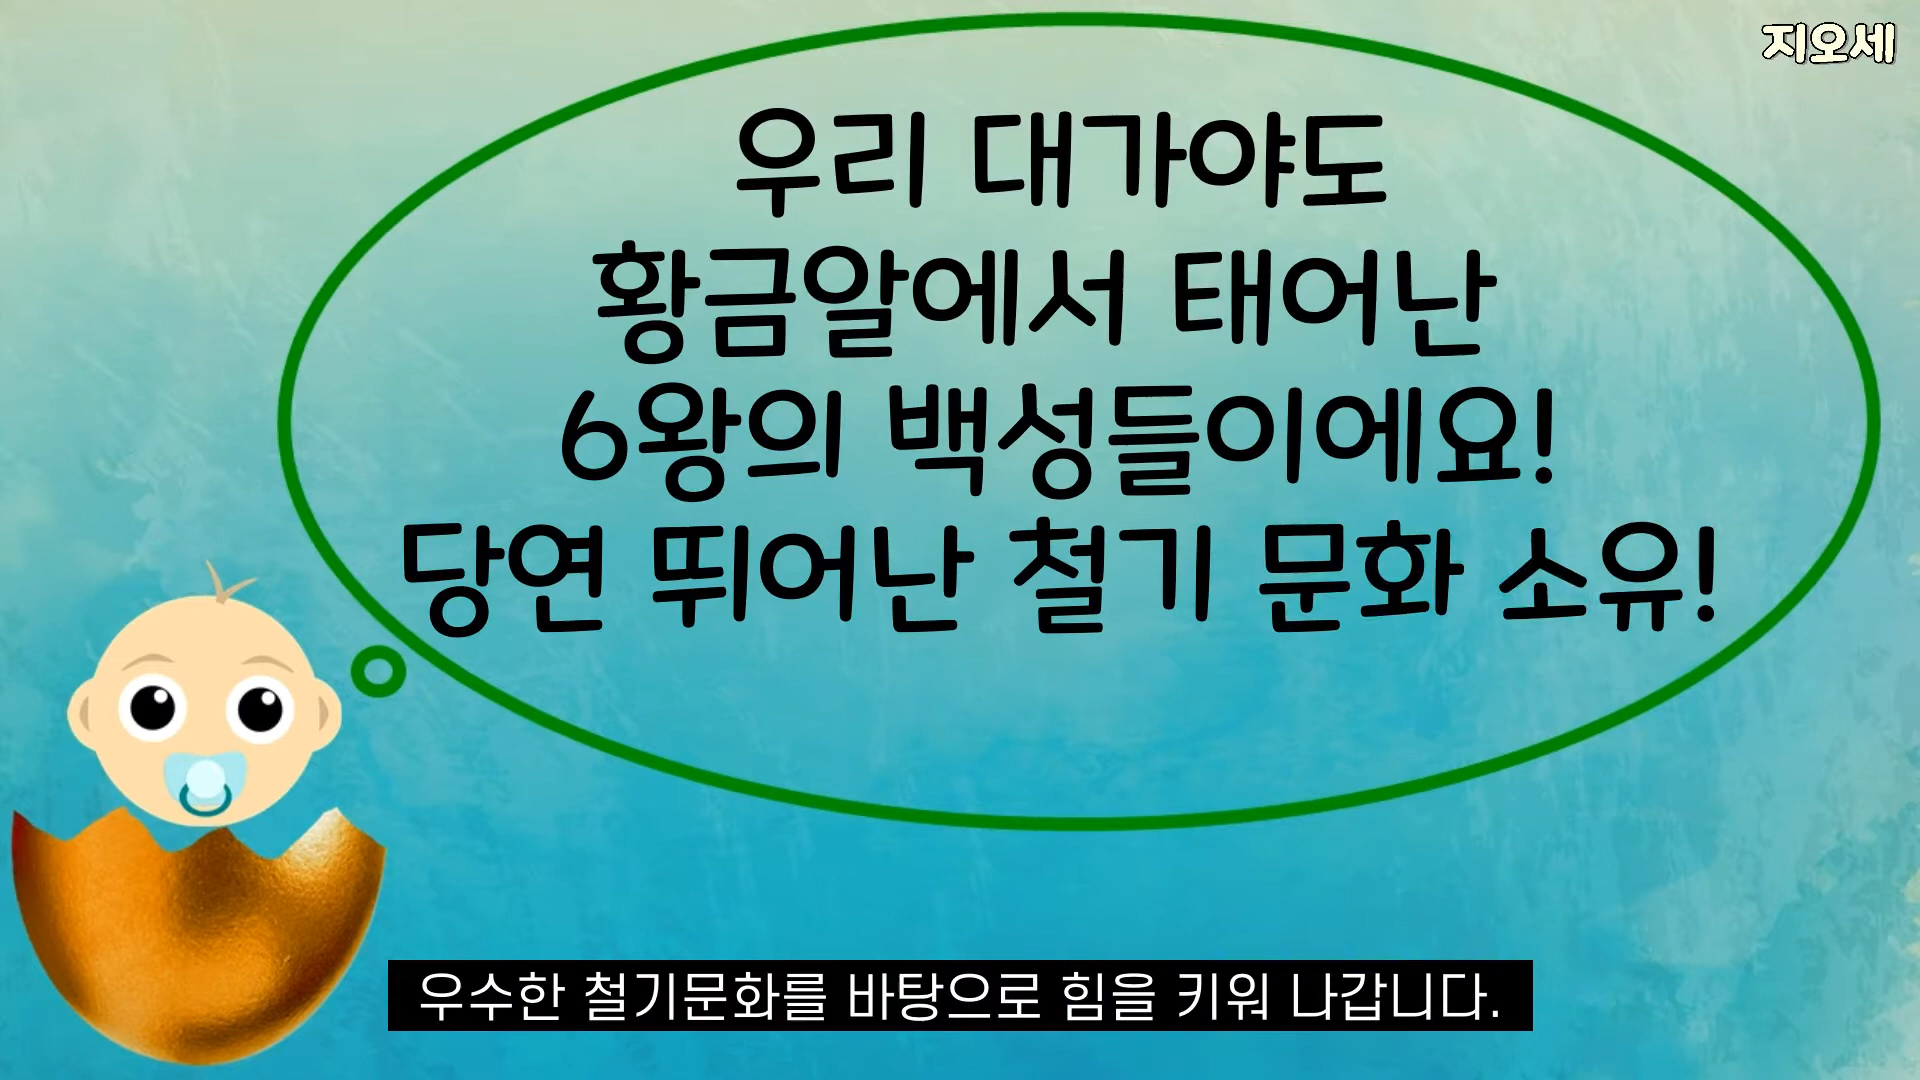 지오세
우리 대가야도
황금알에서 태어난
6왕의 백성들이에요!
당연 뛰어난 철기 문화 소유!
우수한 철기문화를 바탕으로 힘을 키워 나갑니다.